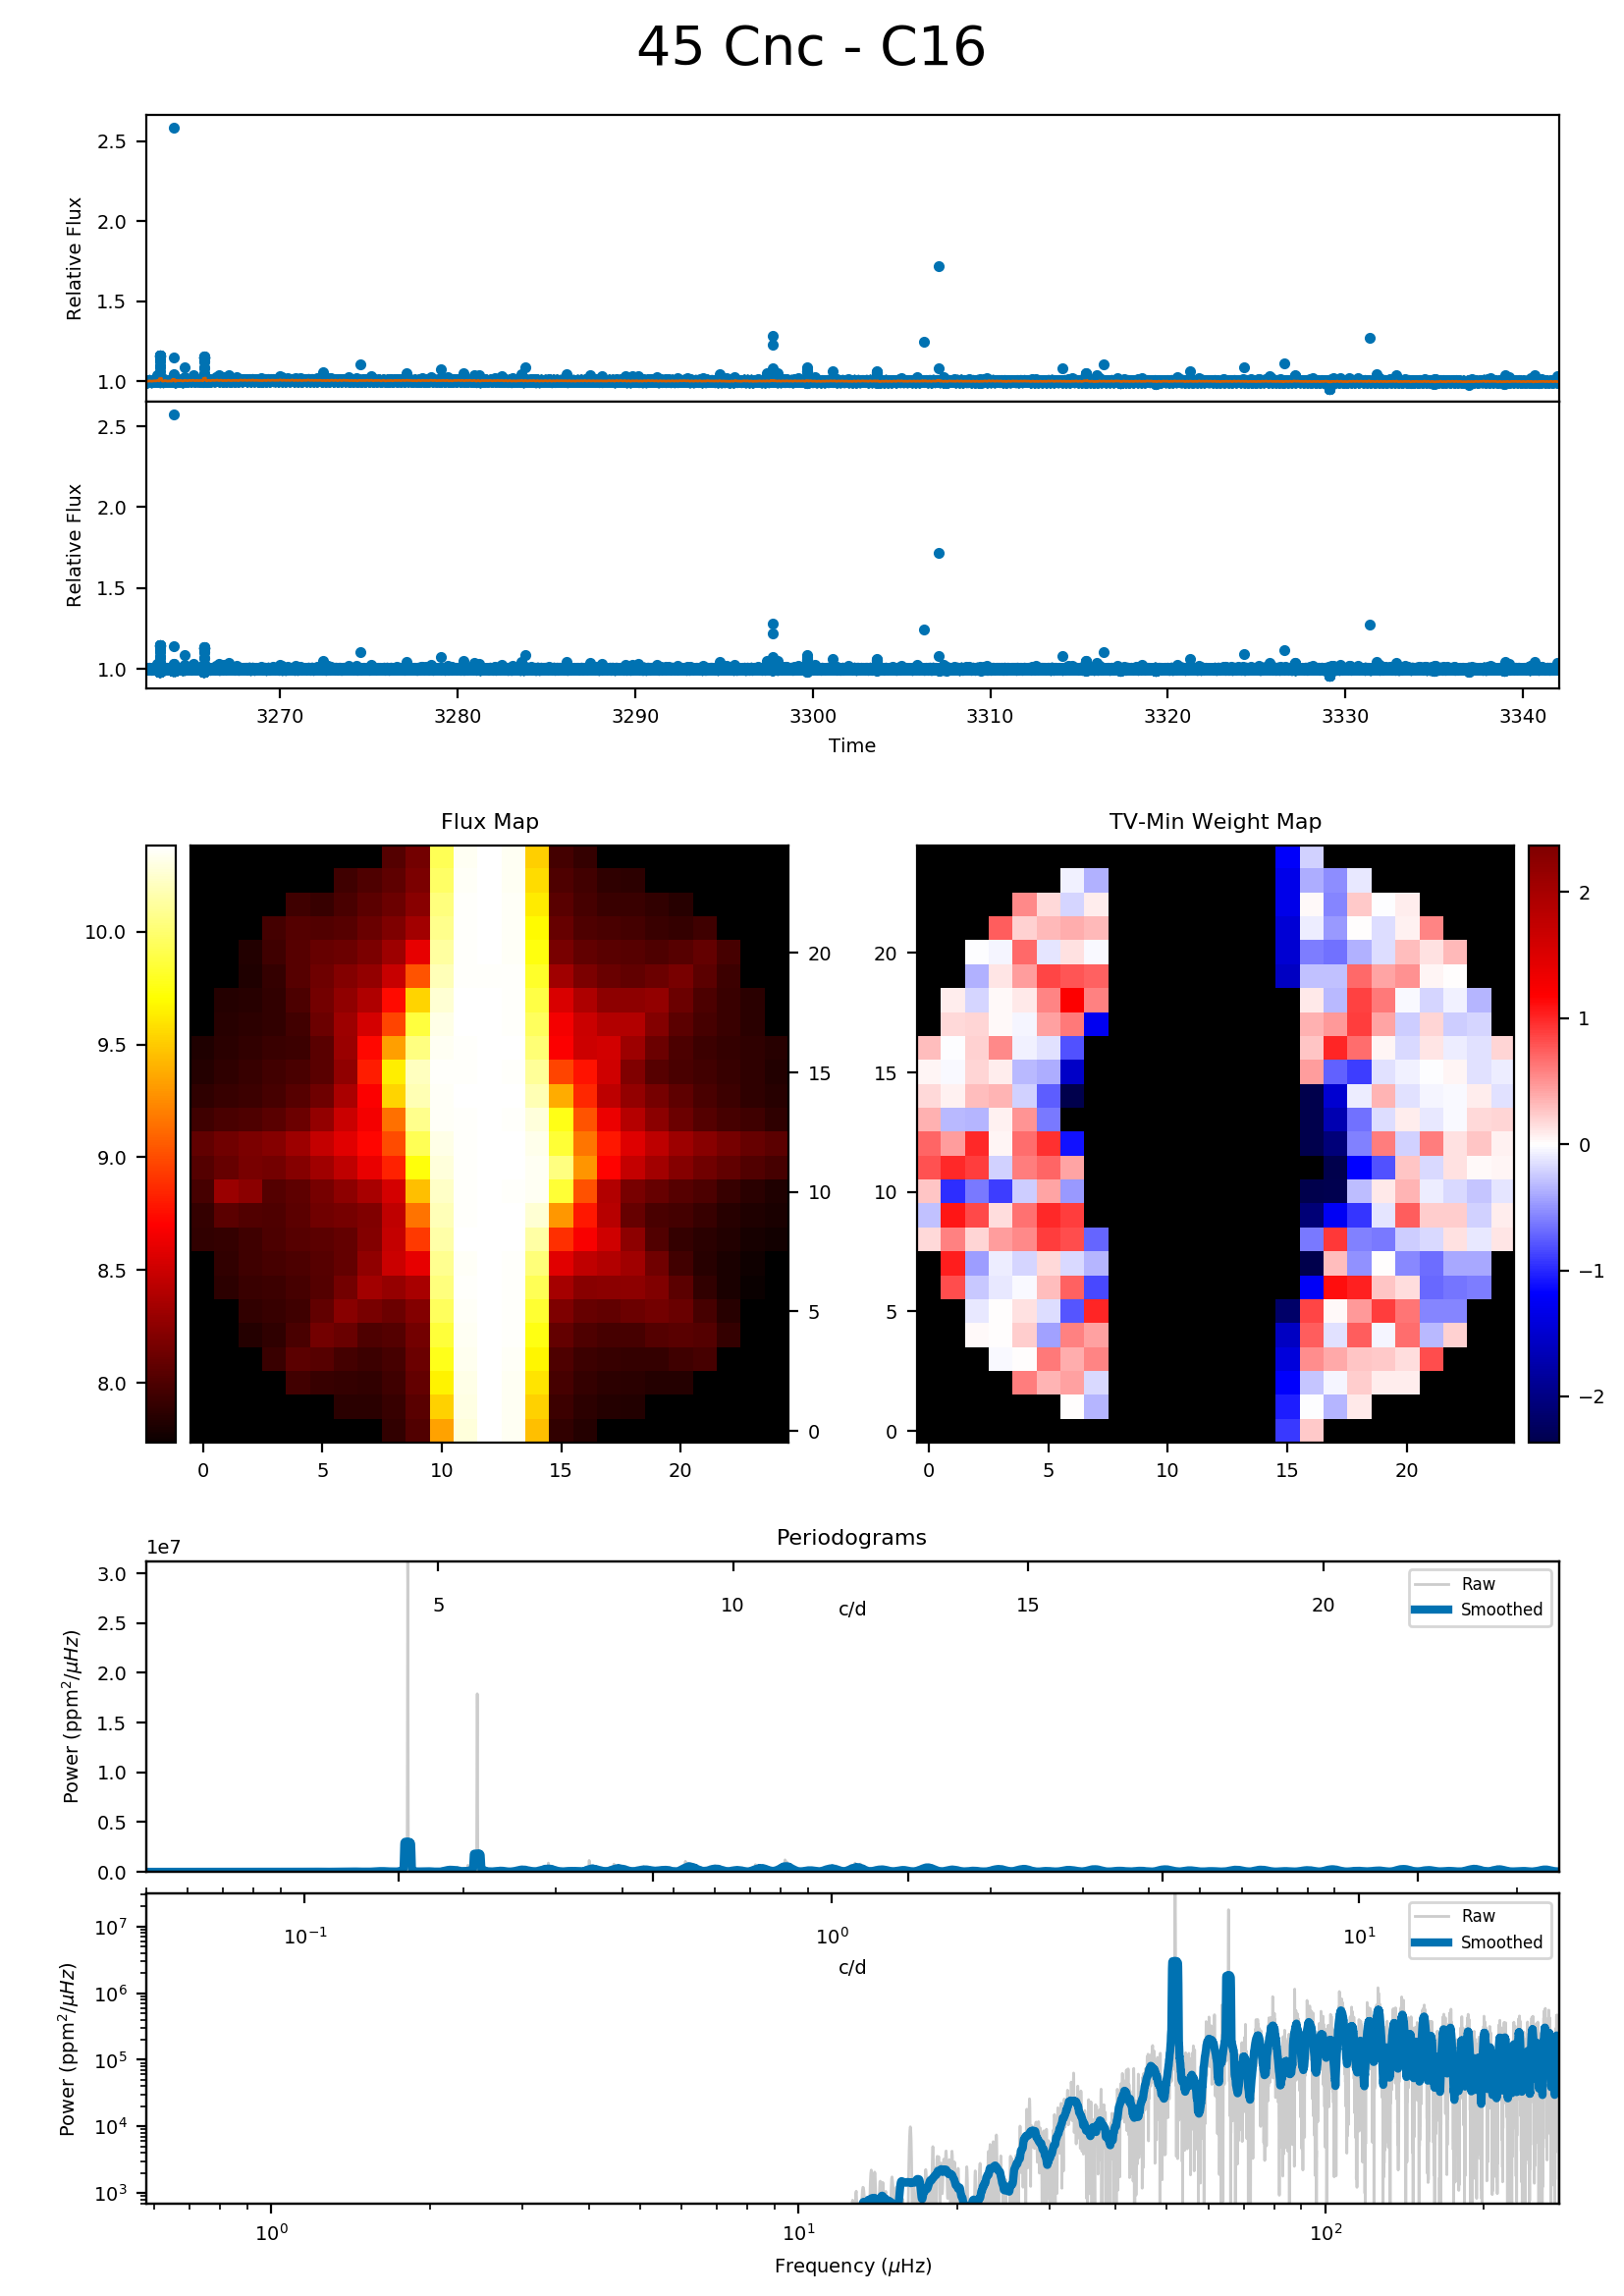 45 Cnc - C16
2.5
2.0
1.5
1.0
Relative Flux
2.5
2.0
1.5
1.0
Relative Flux
3270 3280 3290 3300 3310 3320 3330 3340
Time
Flux Map
10.0
9.5
9.0
8.5
8.0
20
15
10
5
0
0 5 10 15 20
TV-Min Weight Map
20
15
10
5
0
0 5 10 15 20
2
1
0
−1
−2
Periodograms
1e7
3.0
2.5
2.0
1.5
1.0
0.5
0.0
Power (ppm²/μHz)
5 10 15 20
c/d
Raw
Smoothed
10⁷
10⁶
10⁵
10⁴
10³
Power (ppm²/μHz)
10⁻¹ 10⁰ 10¹
c/d
Raw
Smoothed
10⁰ 10¹ 10²
Frequency (μHz)